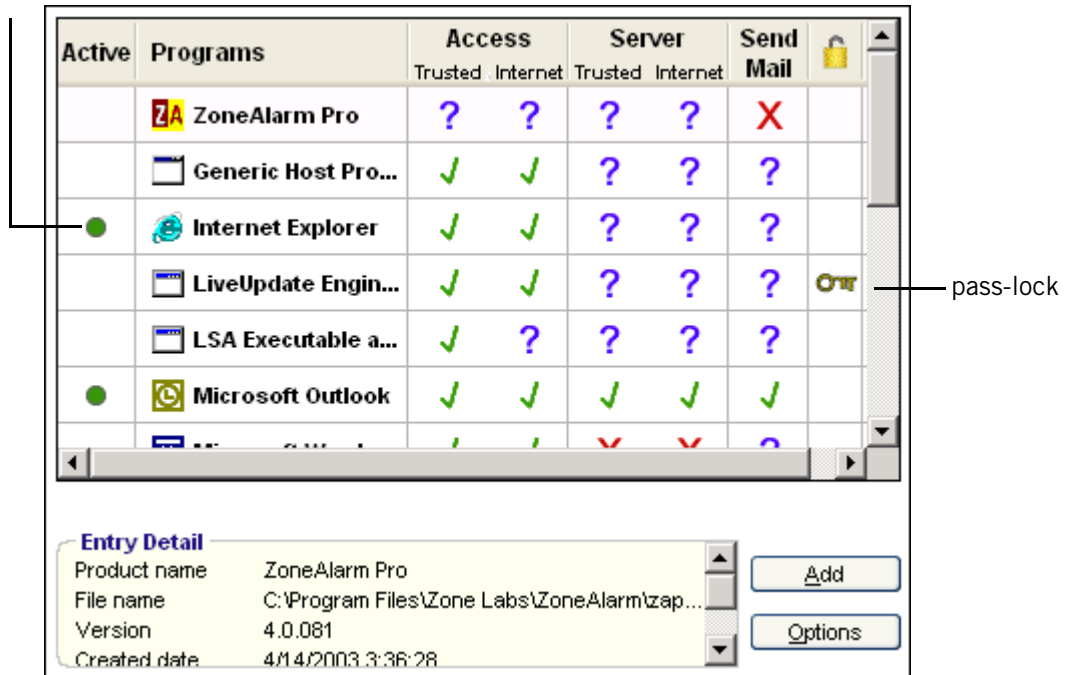 Active Programs Access Server Send Mail
Trusted Internet Trusted Internet
ZA ZoneAlarm Pro ? ? ? ? X
Generic Host Pro... ? ? ?
Internet Explorer ? ? ?
LiveUpdate Engin... ? ? ?
pass-lock
LSA Executable a... ? ? ? ?
Microsoft Outlook
Entry Detail
Product name ZoneAlarm Pro
File name C:\Program Files\Zone Labs\ZoneAlarm\zap...
Version 4.0.081
Created date 4/14/2003 3:36:28
Add
Options